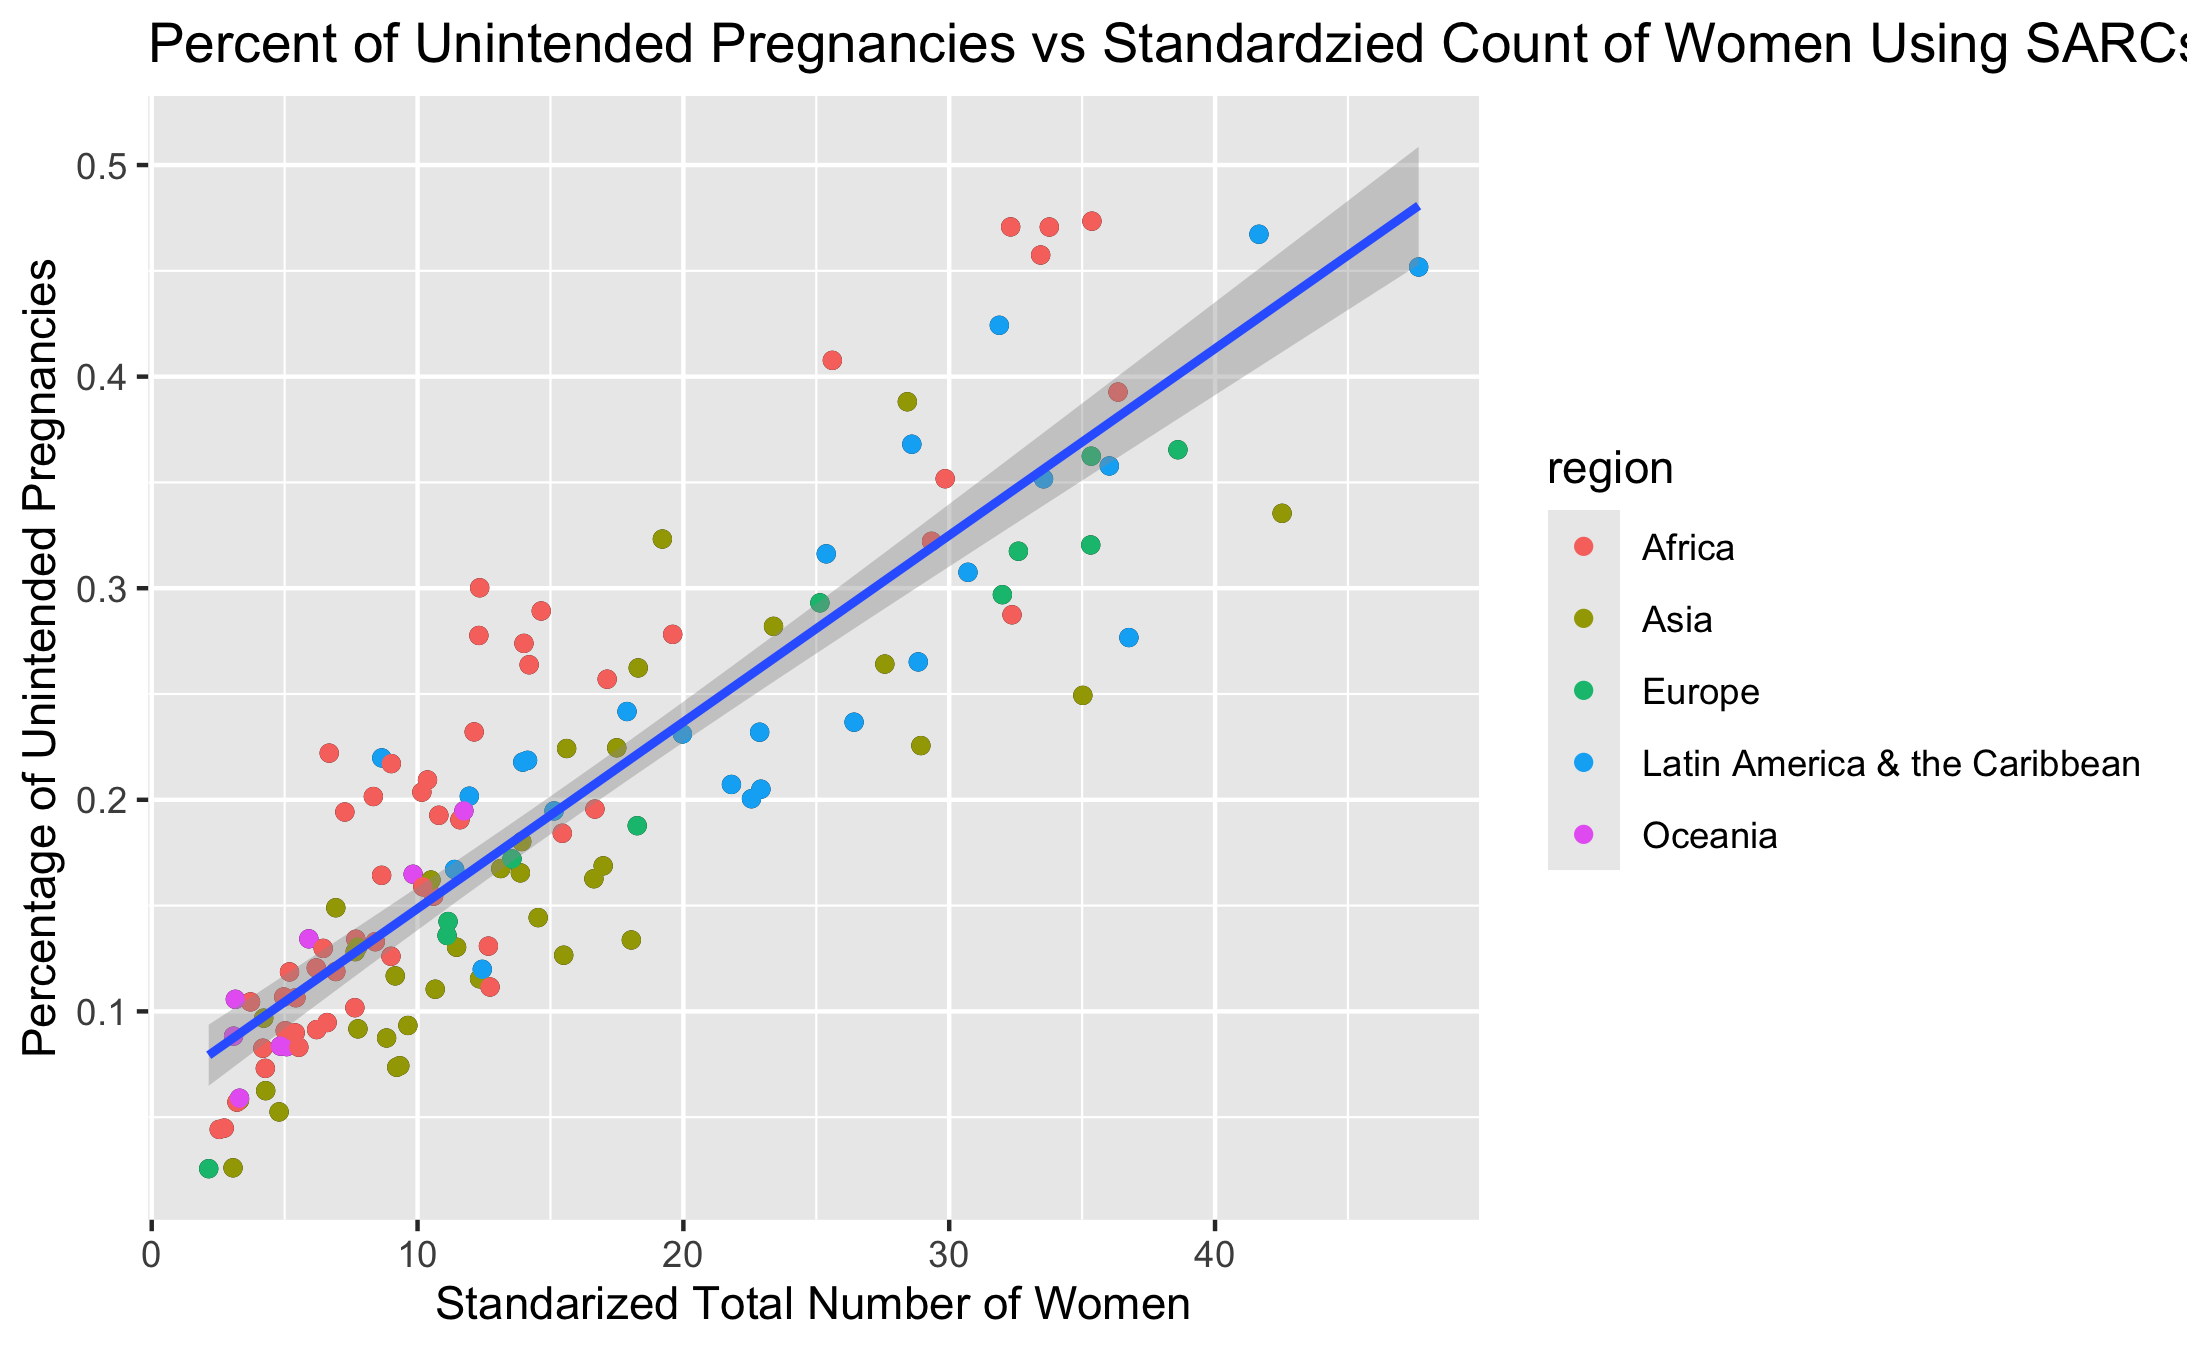 Percent of Unintended Pregnancies vs Standardzied Count of Women Using SARCs
Percentage of Unintended Pregnancies
0.5
0.4
0.3
0.2
0.1
0 10 20 30 40
Standarized Total Number of Women
region
Africa
Asia
Europe
Latin America & the Caribbean
Oceania